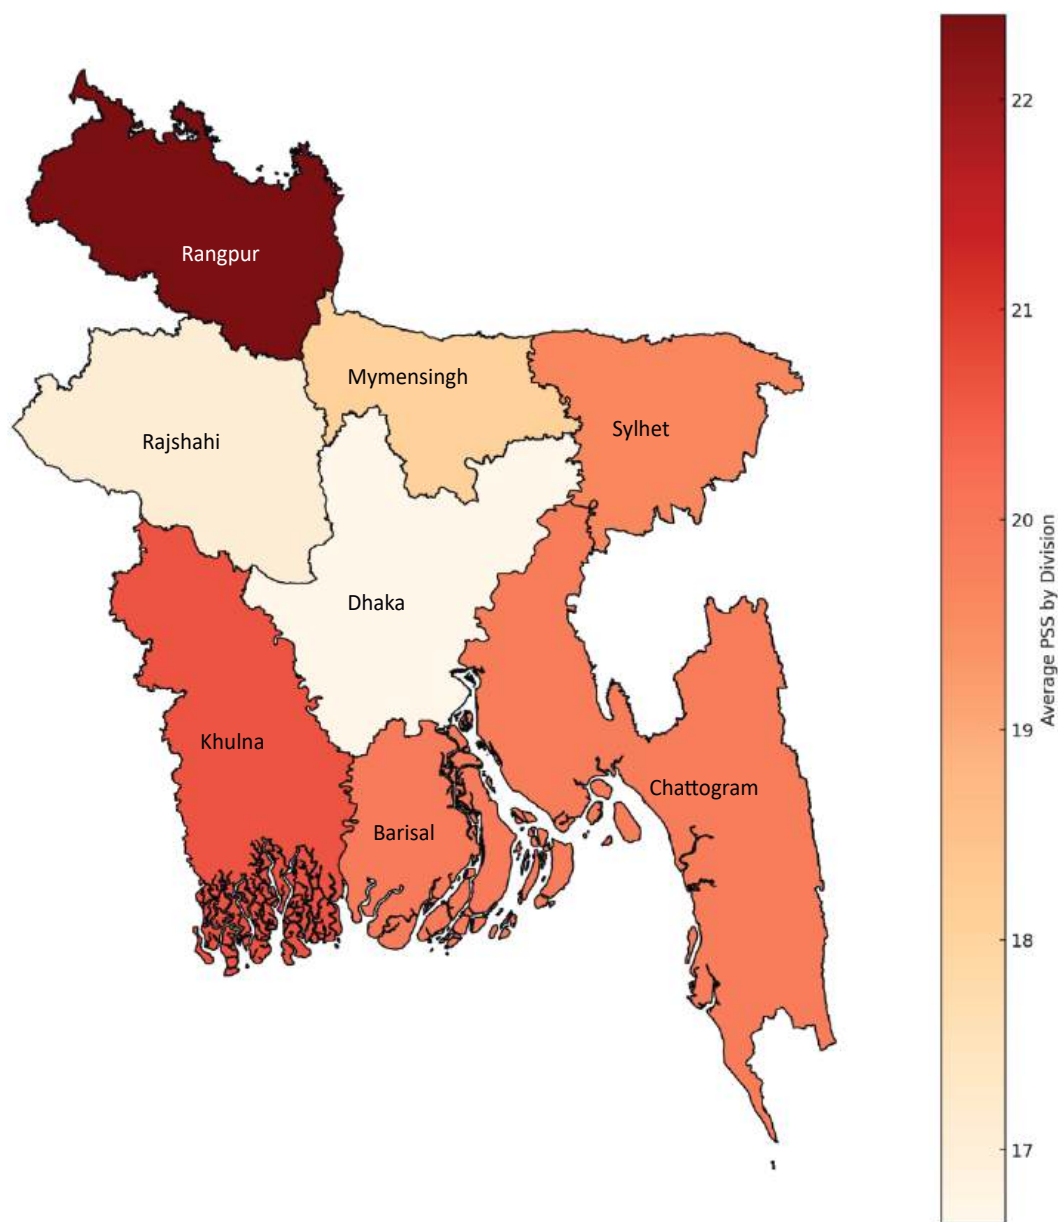 22
Rangpur
21
Mymensingh
Sylhet
Rajshahi
20
Dhaka
Average PSS by Division
19
Khulna
Chattogram
Barisal
18
17